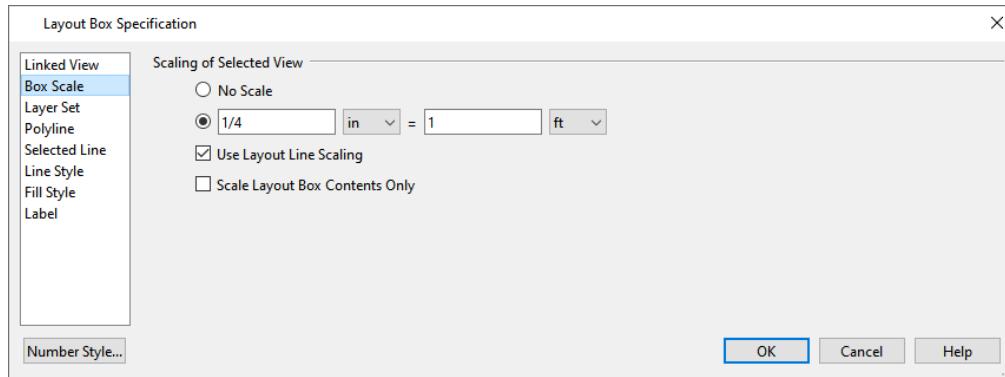 Layout Box Specification
Linked View
Box Scale
Layer Set
Polyline
Selected Line
Line Style
Fill Style
Label
Scaling of Selected View
No Scale
1/4 in = 1 ft
Use Layout Line Scaling
Scale Layout Box Contents Only
Number Style...
OK Cancel Help